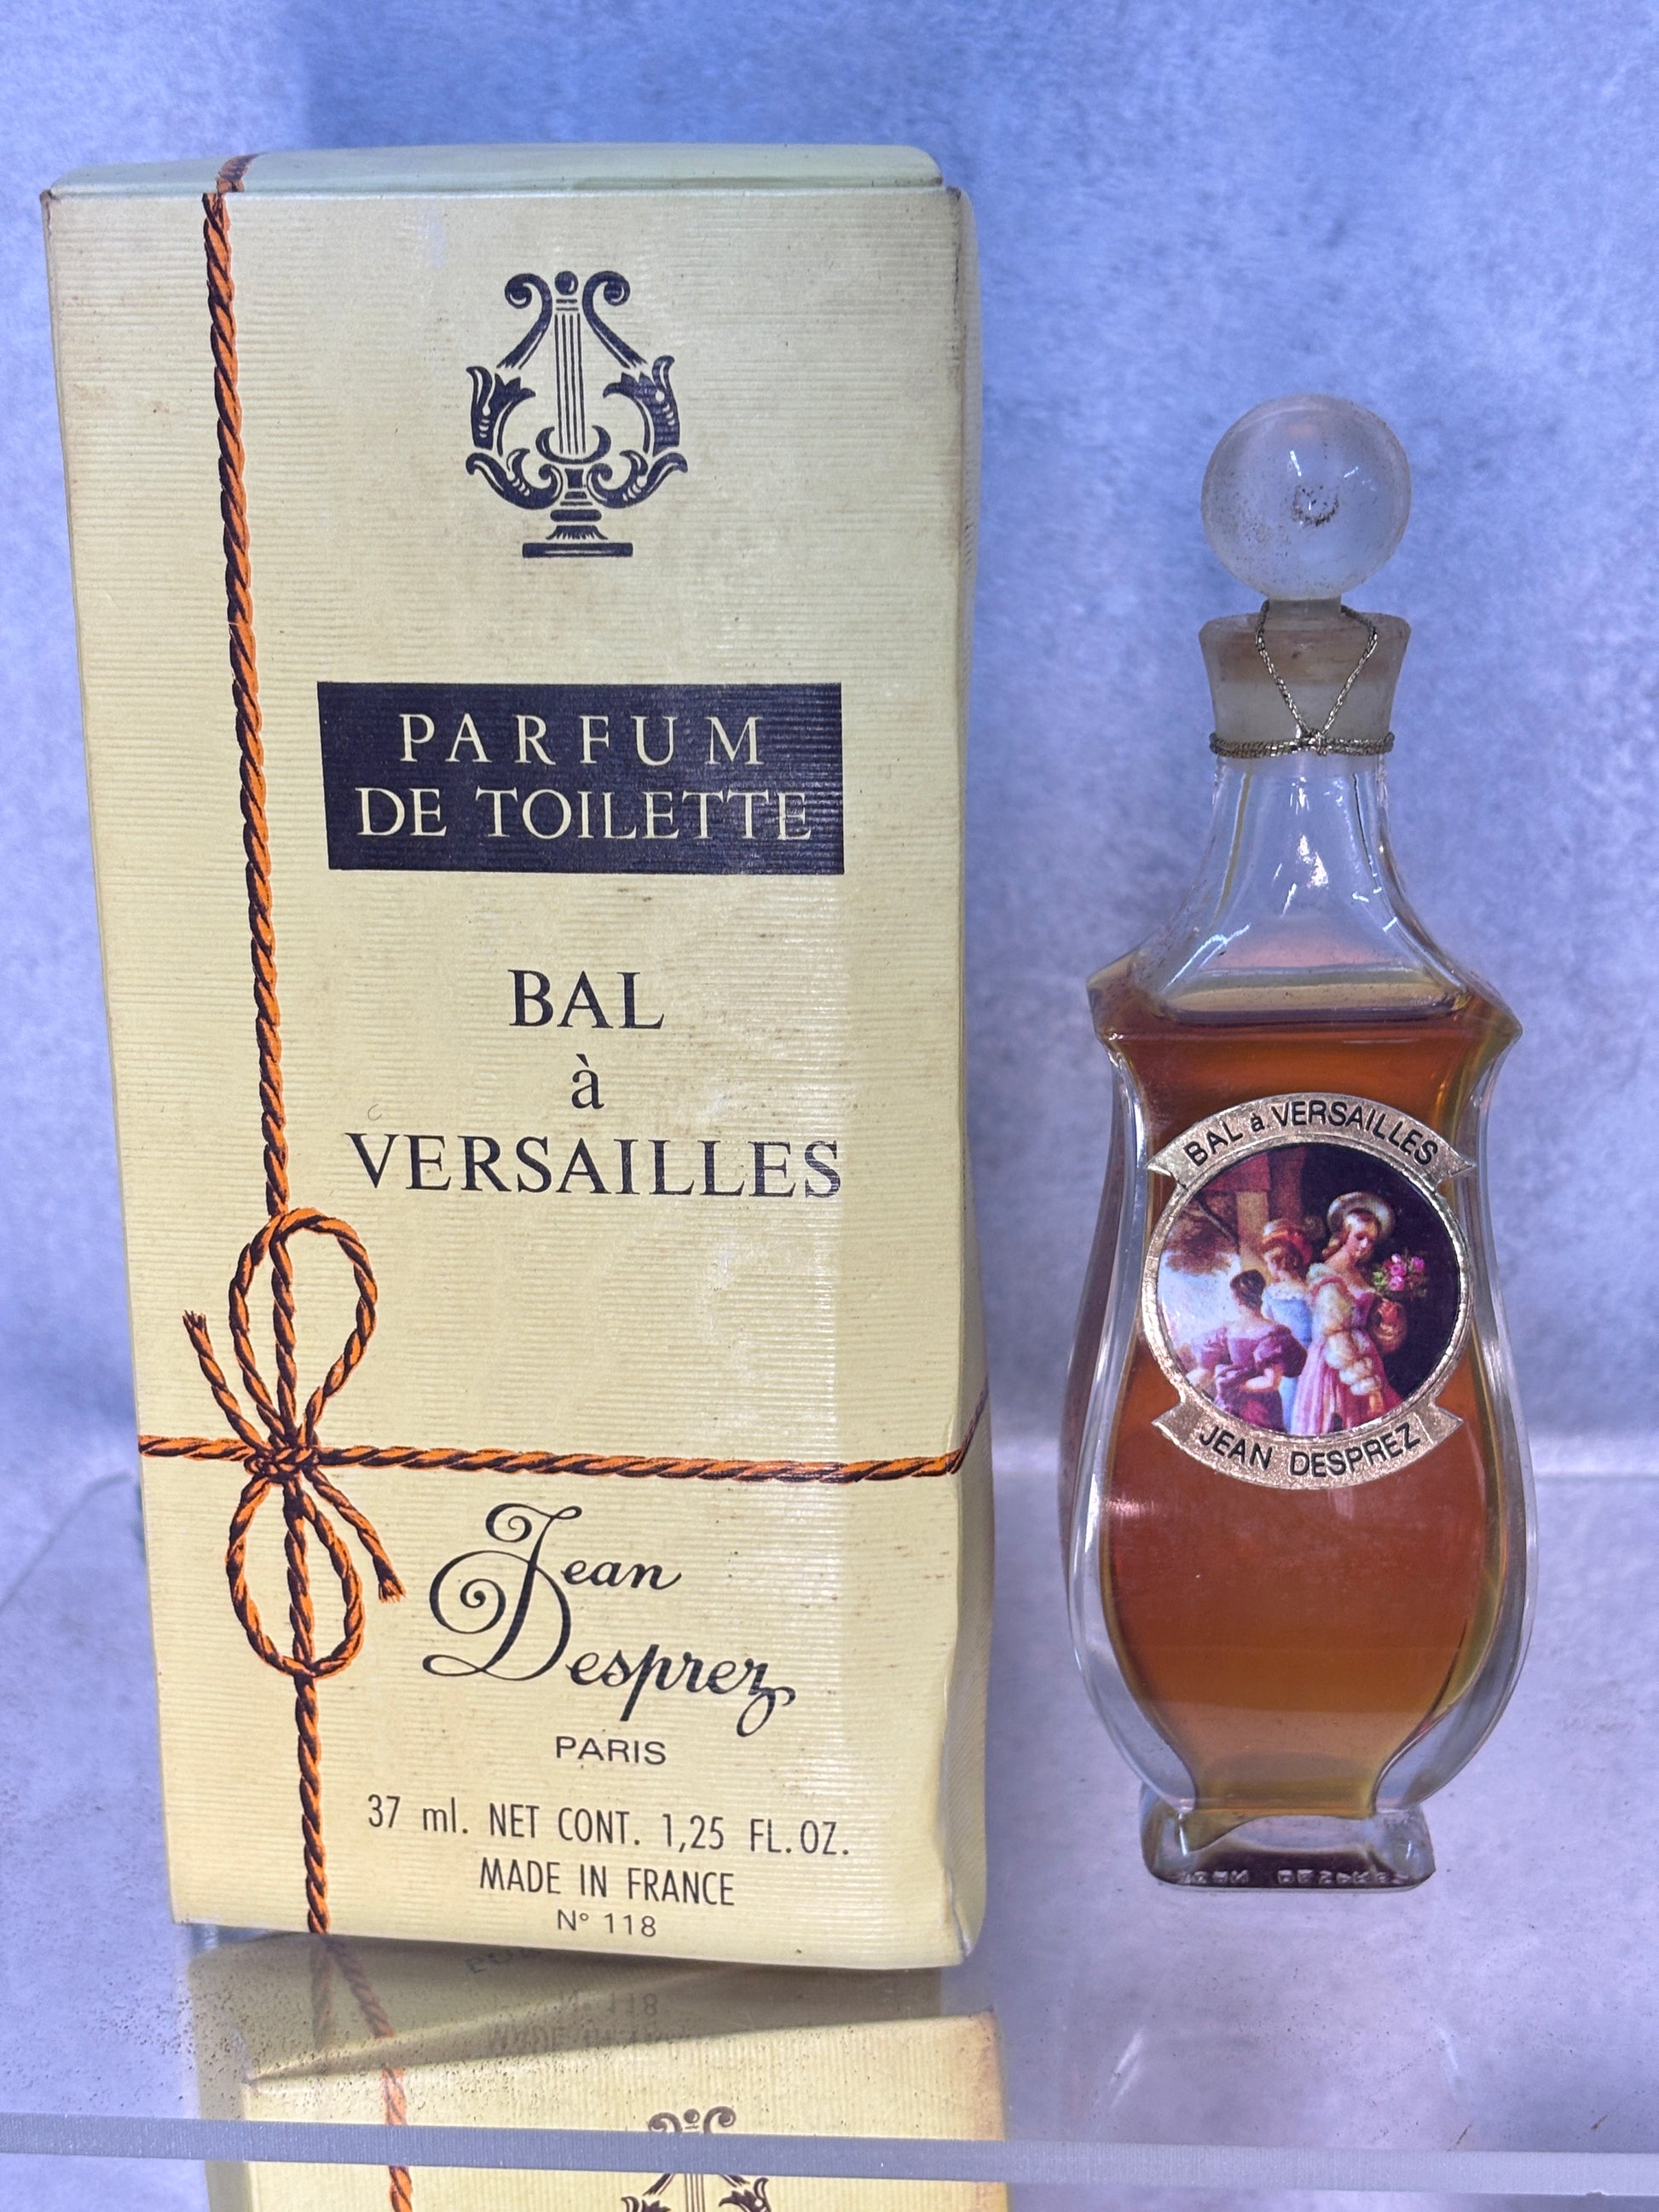 PARFUM
DE TOILETTE
BAL
à
VERSAILLES
Jean
Desprez
PARIS
37 ml. NET CONT. 1,25 FL.OZ.
MADE IN FRANCE
N° 118
BAL à VERSAILLES
JEAN DESPREZ